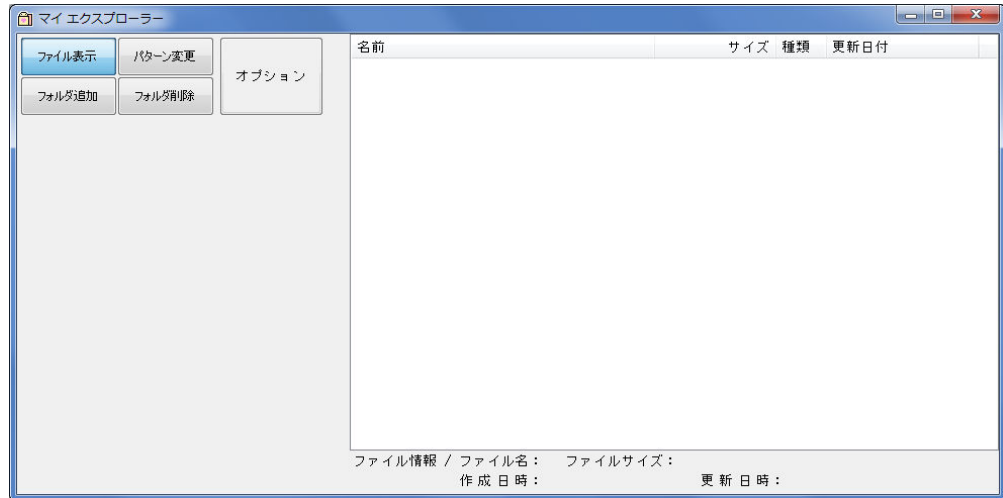 マイ エクスプローラー
ファイル表示 パターン変更 オプション
フォルダ追加 フォルダ削除
名前 サイズ 種類 更新日付
ファイル情報 / ファイル名： ファイルサイズ：
作成日時： 更新日時：